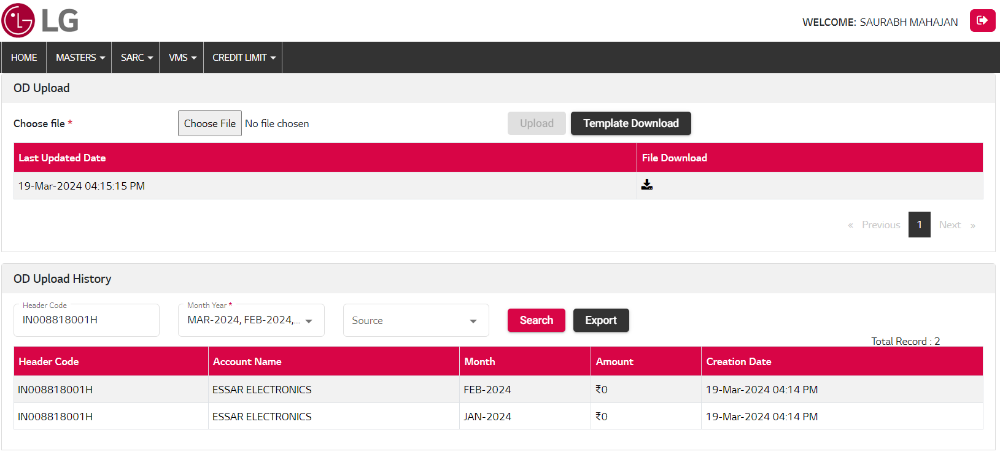 LG
WELCOME: SAURABH MAHAJAN
HOME MASTERS SARC VMS CREDIT LIMIT
OD Upload
Choose file * Choose File No file chosen Upload Template Download
Last Updated Date File Download
19-Mar-2024 04:15:15 PM
« Previous 1 Next »
OD Upload History
Header Code Month Year *
IN008818001H MAR-2024, FEB-2024,... Source Search Export
Total Record : 2
Header Code Account Name Month Amount Creation Date
IN008818001H ESSAR ELECTRONICS FEB-2024 ₹0 19-Mar-2024 04:14 PM
IN008818001H ESSAR ELECTRONICS JAN-2024 ₹0 19-Mar-2024 04:14 PM